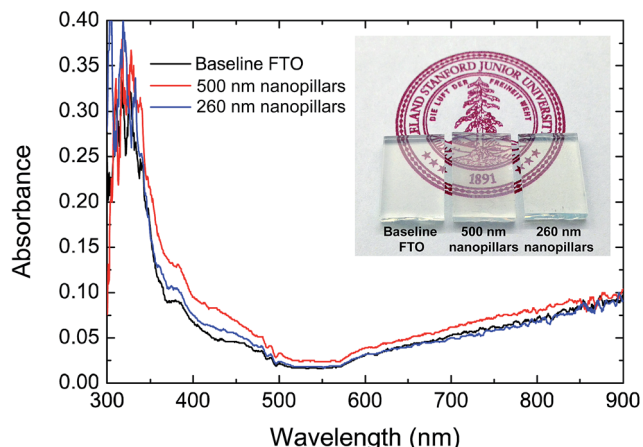 0.40
0.35
0.30
0.25
0.20
0.15
0.10
0.05
0.00
Absorbance
Baseline FTO
500 nm nanopillars
260 nm nanopillars
LELAND STANFORD JUNIOR UNIVERSITY
DIE LUFT DER FREIHEIT WEHT
1891
Baseline
FTO
500 nm
nanopillars
260 nm
nanopillars
300 400 500 600 700 800 900
Wavelength (nm)